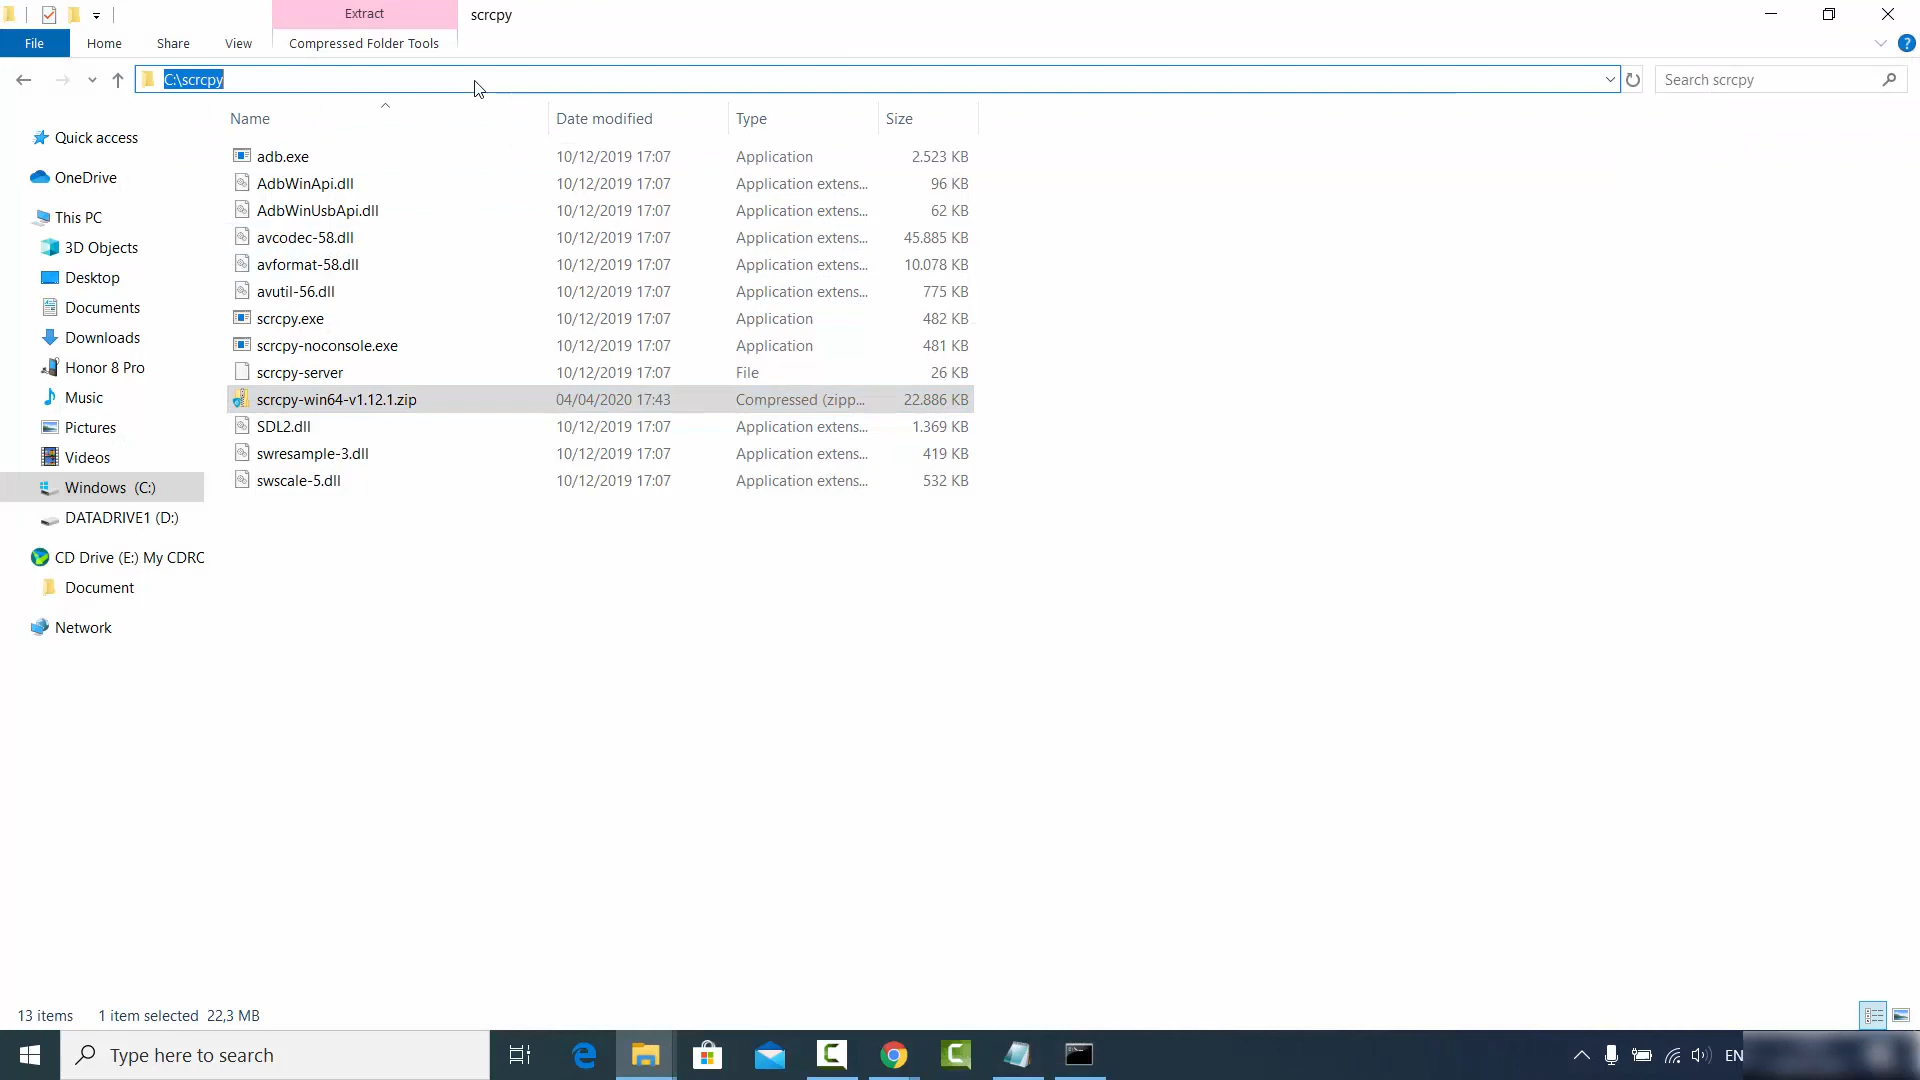 Extract
scrcpy
File
Home
Share
View
Compressed Folder Tools
C:\scrcpy
Search scrcpy
Name
Date modified
Type
Size
Quick access
OneDrive
This PC
3D Objects
Desktop
Documents
Downloads
Honor 8 Pro
Music
Pictures
Videos
Windows (C:)
DATADRIVE1 (D:)
CD Drive (E:) My CDRC
Document
Network
adb.exe 10/12/2019 17:07 Application 2.523 KB
AdbWinApi.dll 10/12/2019 17:07 Application extens... 96 KB
AdbWinUsbApi.dll 10/12/2019 17:07 Application extens... 62 KB
avcodec-58.dll 10/12/2019 17:07 Application extens... 45.885 KB
avformat-58.dll 10/12/2019 17:07 Application extens... 10.078 KB
avutil-56.dll 10/12/2019 17:07 Application extens... 775 KB
scrcpy.exe 10/12/2019 17:07 Application 482 KB
scrcpy-noconsole.exe 10/12/2019 17:07 Application 481 KB
scrcpy-server 10/12/2019 17:07 File 26 KB
scrcpy-win64-v1.12.1.zip 04/04/2020 17:43 Compressed (zipp... 22.886 KB
SDL2.dll 10/12/2019 17:07 Application extens... 1.369 KB
swresample-3.dll 10/12/2019 17:07 Application extens... 419 KB
swscale-5.dll 10/12/2019 17:07 Application extens... 532 KB
13 items
1 item selected 22,3 MB
Type here to search
EN